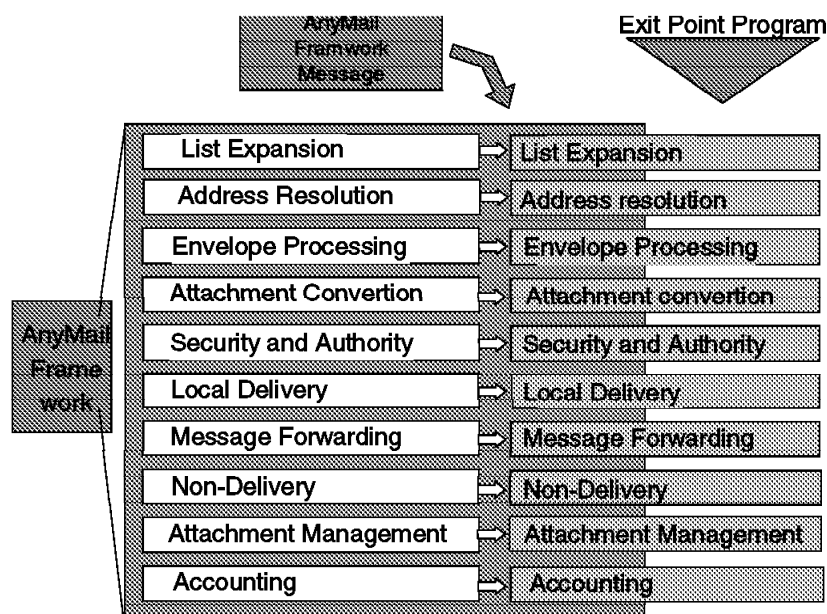 AnyMail
Framwork
Message
Exit Point Program
List Expansion
List Expansion
Address Resolution
Address resolution
Envelope Processing
Envelope Processing
Attachment Convertion
Attachment convertion
AnyMail
Frame
work
Security and Authority
Security and Authority
Local Delivery
Local Delivery
Message Forwarding
Message Forwarding
Non-Delivery
Non-Delivery
Attachment Management
Attachment Management
Accounting
Accounting